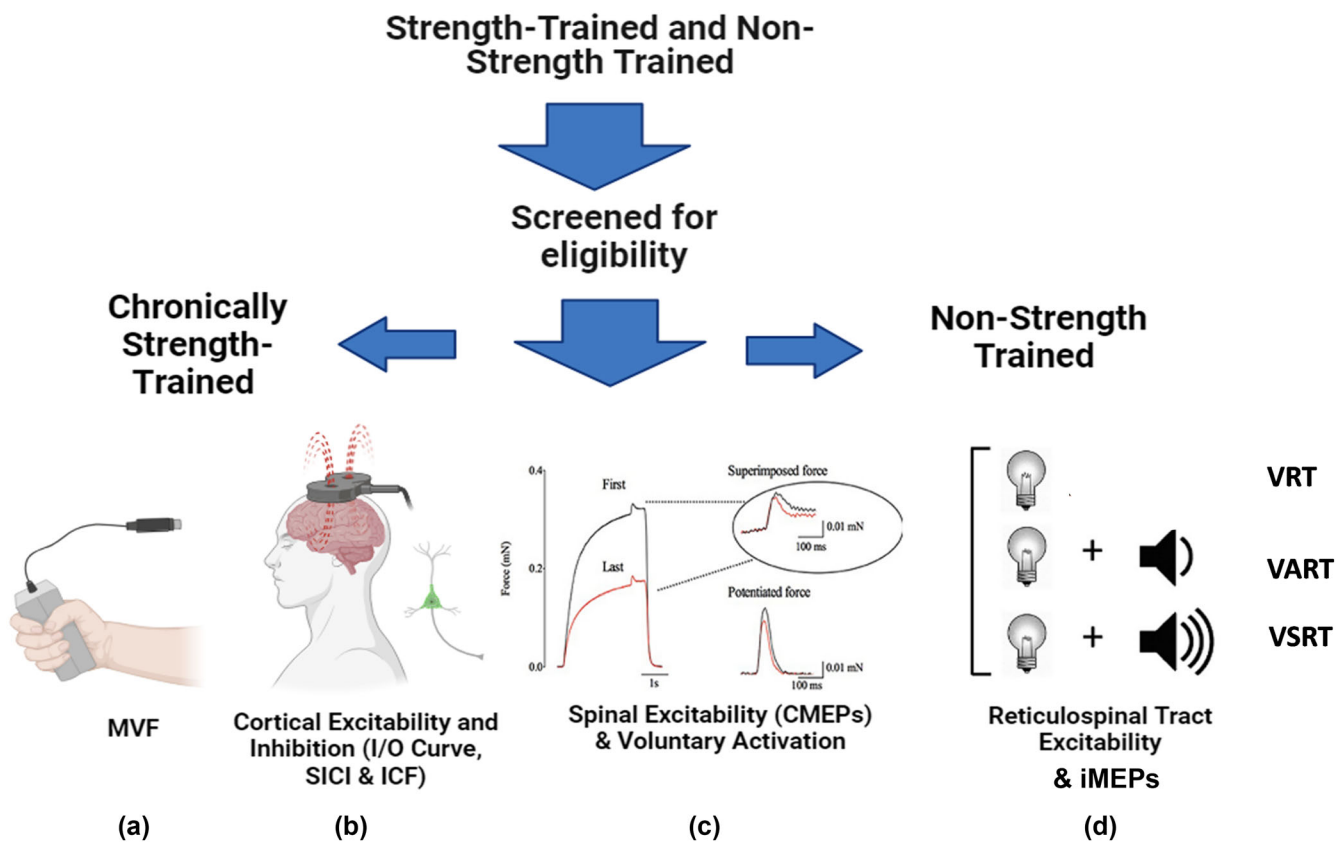 Strength-Trained and Non-
Strength Trained
Screened for
eligibility
Chronically
Strength-
Trained
Non-Strength
Trained
0.4
0.2
0.0
Force (mN)
First
Last
1s
Superimposed force
0.01 mN
100 ms
Potentiated force
0.01 mN
100 ms
VRT
+
VART
+
VSRT
MVF
Cortical Excitability and
Inhibition (I/O Curve,
SICI & ICF)
Spinal Excitability (CMEPs)
& Voluntary Activation
Reticulospinal Tract
Excitability
& iMEPs
(a)
(b)
(c)
(d)